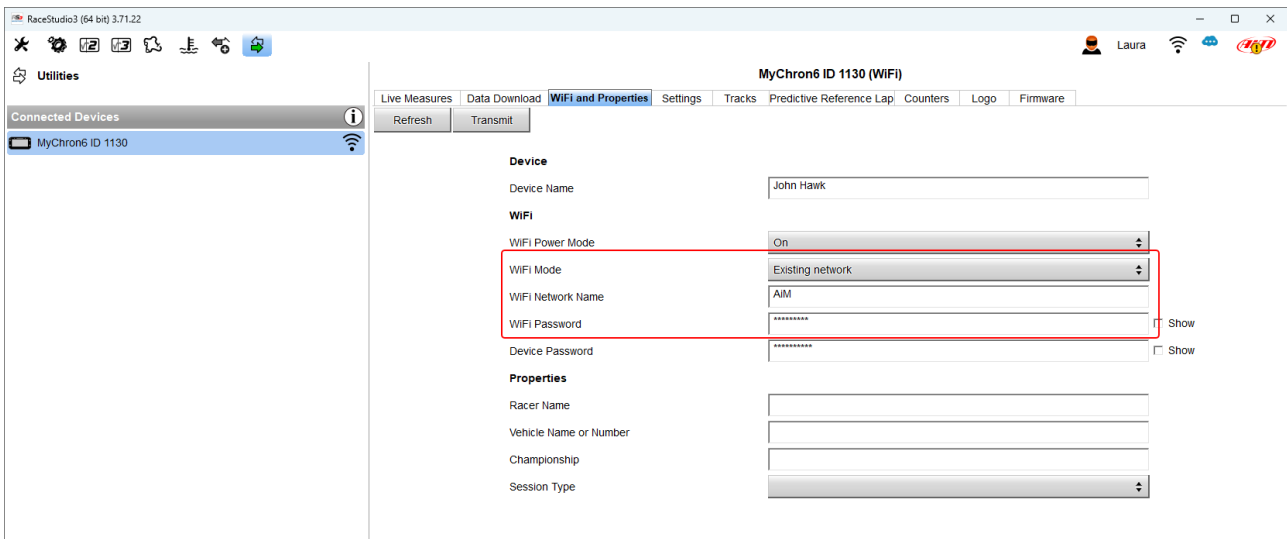 RaceStudio3 (64 bit) 3.71.22
Laura
Utilities
MyChron6 ID 1130 (WiFi)
Live Measures Data Download WiFi and Properties Settings Tracks Predictive Reference Lap Counters Logo Firmware
Connected Devices
Refresh Transmit
MyChron6 ID 1130
Device
Device Name John Hawk
WiFi
WiFi Power Mode On
WiFi Mode Existing network
WiFi Network Name AiM
WiFi Password ********* Show
Device Password ********** Show
Properties
Racer Name
Vehicle Name or Number
Championship
Session Type